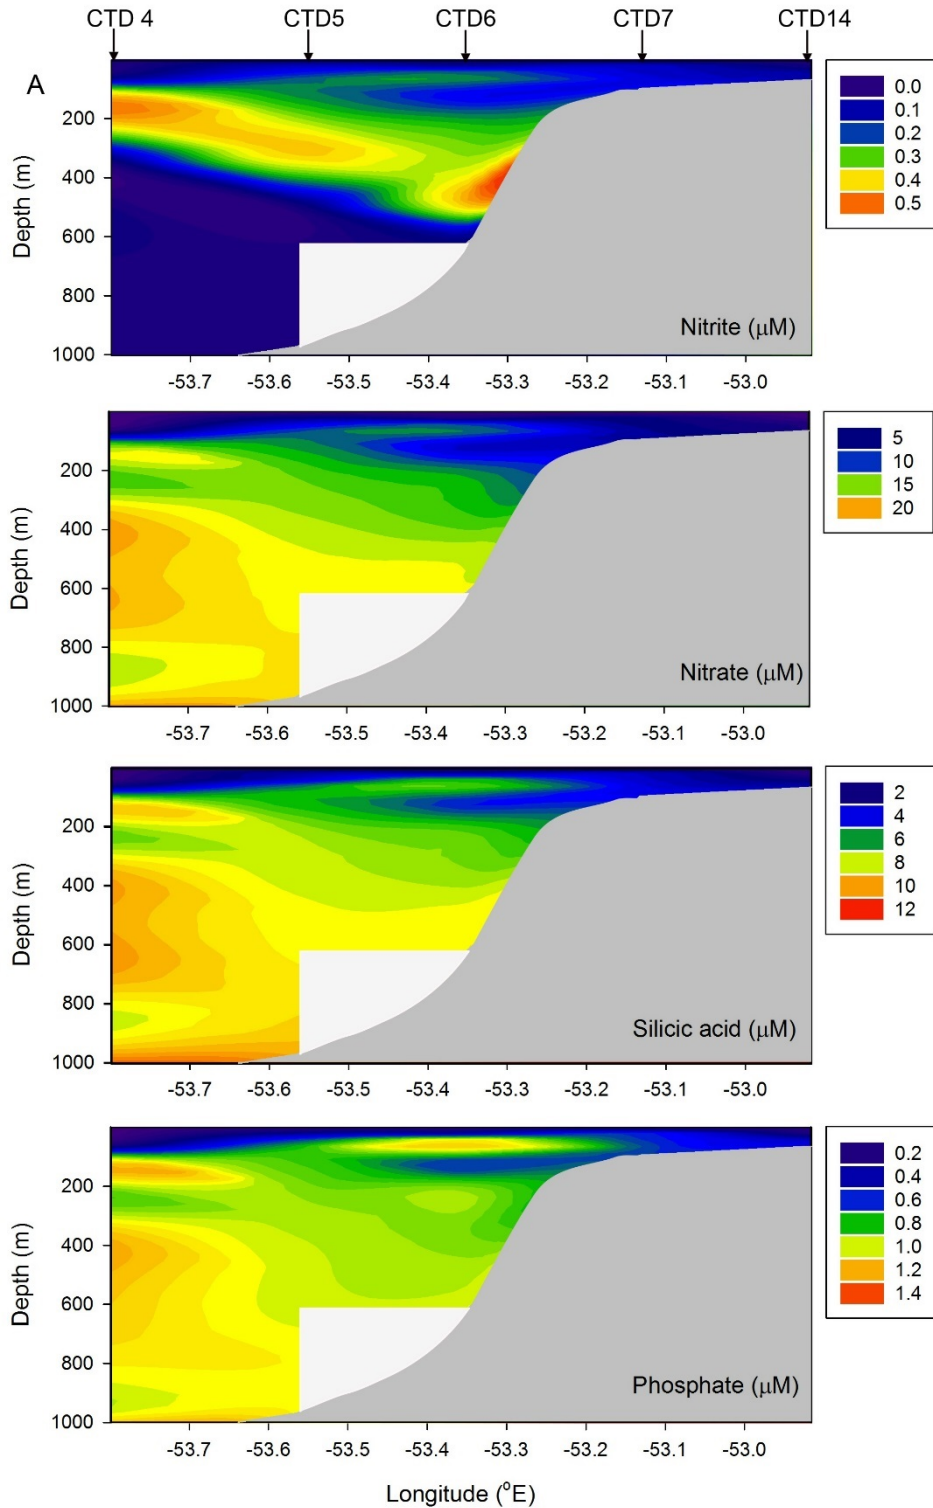 CTD 4 CTD5 CTD6 CTD7 CTD14
A
0.0
0.1
0.2
0.3
0.4
0.5
Depth (m)
200
400
600
800
1000
Nitrite (μM)
-53.7 -53.6 -53.5 -53.4 -53.3 -53.2 -53.1 -53.0
5
10
15
20
Depth (m)
200
400
600
800
1000
Nitrate (μM)
-53.7 -53.6 -53.5 -53.4 -53.3 -53.2 -53.1 -53.0
2
4
6
8
10
12
Depth (m)
200
400
600
800
1000
Silicic acid (μM)
-53.7 -53.6 -53.5 -53.4 -53.3 -53.2 -53.1 -53.0
0.2
0.4
0.6
0.8
1.0
1.2
1.4
Depth (m)
200
400
600
800
1000
Phosphate (μM)
-53.7 -53.6 -53.5 -53.4 -53.3 -53.2 -53.1 -53.0
Longitude (°E)